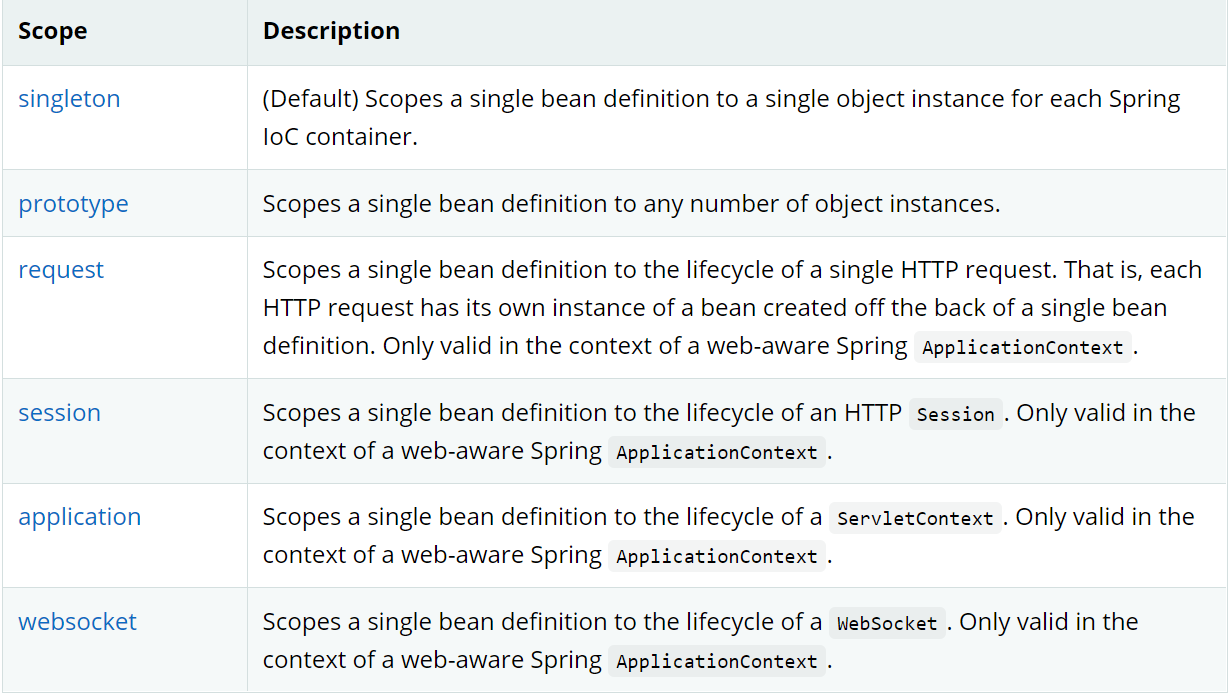 Scope Description
singleton (Default) Scopes a single bean definition to a single object instance for each Spring
IoC container.
prototype Scopes a single bean definition to any number of object instances.
request Scopes a single bean definition to the lifecycle of a single HTTP request. That is, each
HTTP request has its own instance of a bean created off the back of a single bean
definition. Only valid in the context of a web-aware Spring ApplicationContext.
session Scopes a single bean definition to the lifecycle of an HTTP Session. Only valid in the
context of a web-aware Spring ApplicationContext.
application Scopes a single bean definition to the lifecycle of a ServletContext. Only valid in the
context of a web-aware Spring ApplicationContext.
websocket Scopes a single bean definition to the lifecycle of a WebSocket. Only valid in the
context of a web-aware Spring ApplicationContext.